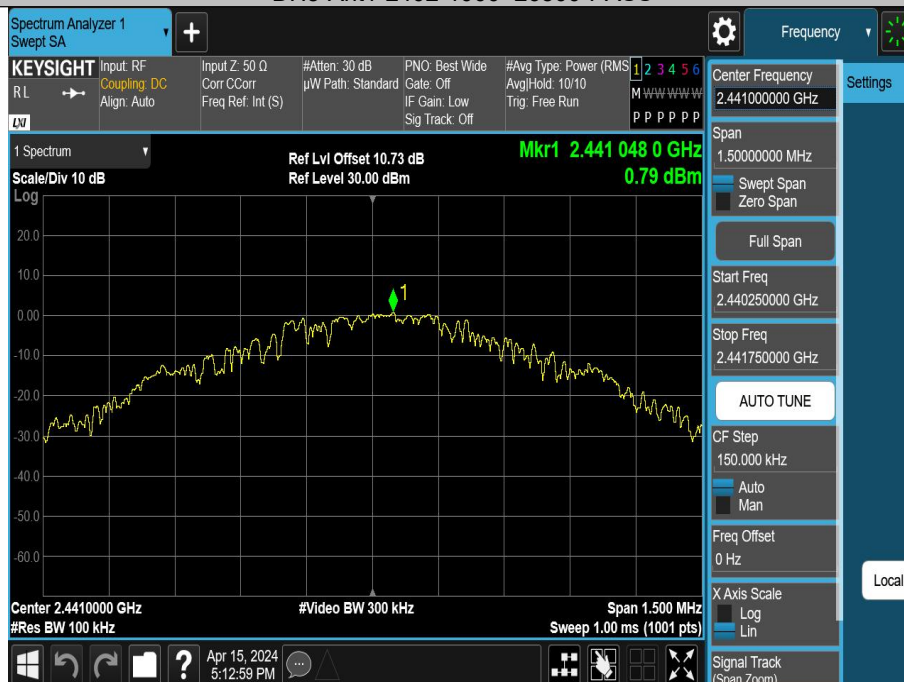 Spectrum Analyzer 1
Swept SA
Frequency
KEYSIGHT
RL
LXI
Input: RF
Coupling: DC
Align: Auto
Input Z: 50 Ω
Corr CCorr
Freq Ref: Int (S)
#Atten: 30 dB
µW Path: Standard
PNO: Best Wide
Gate: Off
IF Gain: Low
Sig Track: Off
#Avg Type: Power (RMS
Avg|Hold: 10/10
Trig: Free Run
1 2 3 4 5 6
M W W W W W
P P P P P P
1 Spectrum
Scale/Div 10 dB
Log
Ref Lvl Offset 10.73 dB
Ref Level 30.00 dBm
Mkr1 2.441 048 0 GHz
0.79 dBm
20.0
10.0
0.00
-10.0
-20.0
-30.0
-40.0
-50.0
-60.0
1
Center 2.4410000 GHz
#Res BW 100 kHz
#Video BW 300 kHz
Span 1.500 MHz
Sweep 1.00 ms (1001 pts)
Apr 15, 2024
5:12:59 PM
Center Frequency
2.441000000 GHz
Settings
Span
1.50000000 MHz
Swept Span
Zero Span
Full Span
Start Freq
2.440250000 GHz
Stop Freq
2.441750000 GHz
AUTO TUNE
CF Step
150.000 kHz
Auto
Man
Freq Offset
0 Hz
Local
X Axis Scale
Log
Lin
Signal Track
(Span Zoom)